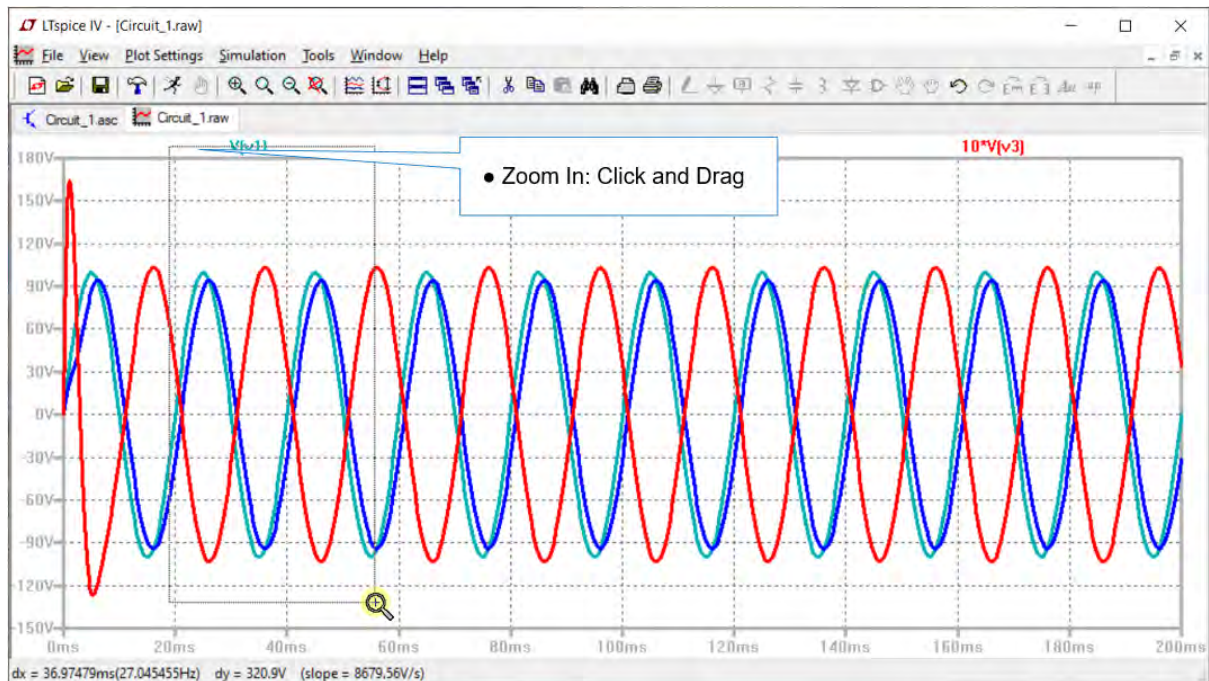 LTspice IV - [Circuit_1.raw]
File View Plot Settings Simulation Tools Window Help
Circuit_1.asc Circuit_1.raw
V(v1) 10*V(v3)
• Zoom In: Click and Drag
180V
150V
120V
90V
60V
30V
0V
-30V
-60V
-90V
-120V
-150V
0ms 20ms 40ms 60ms 80ms 100ms 120ms 140ms 160ms 180ms 200ms
dx = 36.97479ms(27.045455Hz) dy = 320.9V (slope = 8679.56V/s)